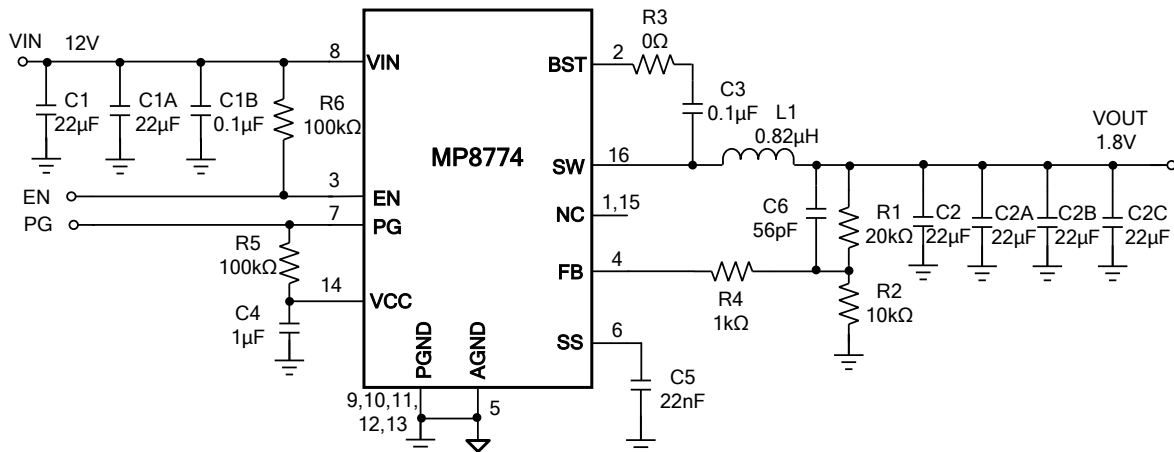 VIN
12V
8
VIN
C1
22µF
C1A
22µF
C1B
0.1µF
R6
100kΩ
EN
3
EN
PG
7
PG
R5
100kΩ
14
VCC
C4
1µF
MP8774
PGND
AGND
9,10,11,
12,13
5
BST
2
R3
0Ω
C3
0.1µF
SW
16
L1
0.82µH
VOUT
1.8V
NC
1,15
C6
56pF
R1
20kΩ
C2
22µF
C2A
22µF
C2B
22µF
C2C
22µF
FB
4
R4
1kΩ
R2
10kΩ
SS
6
C5
22nF